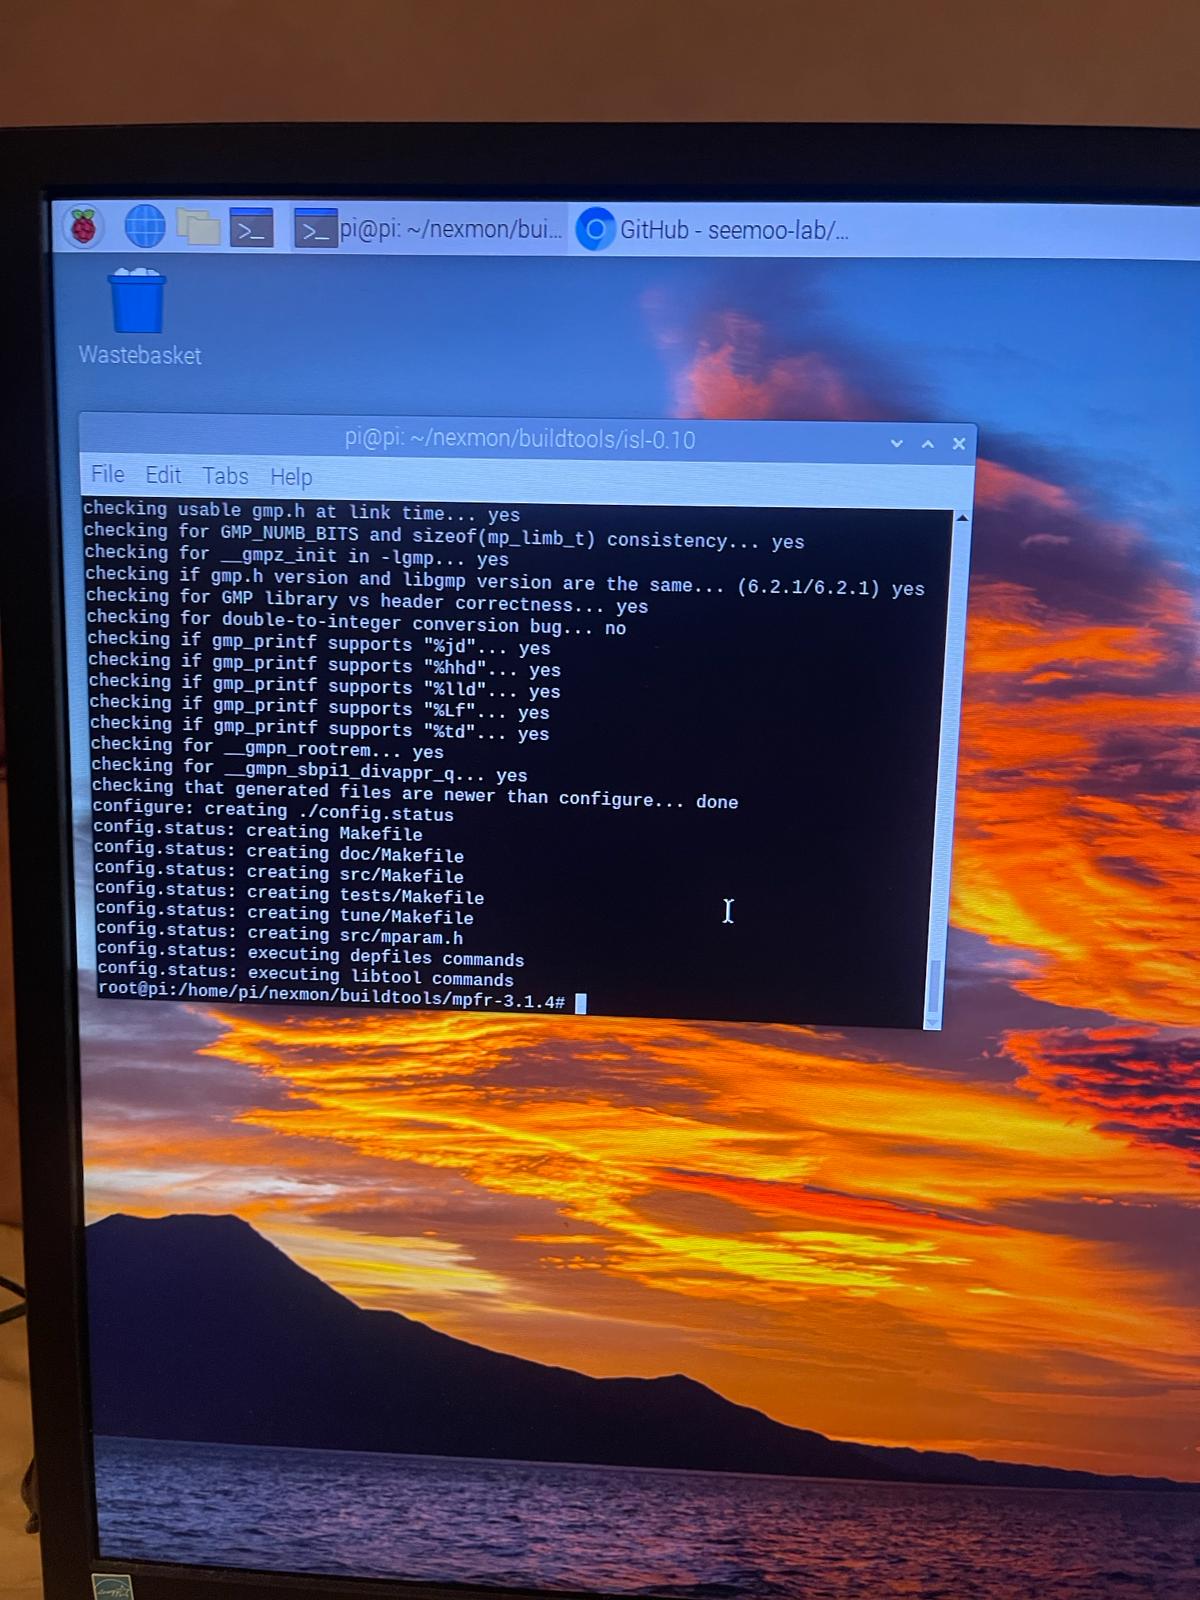 pi@pi: ~/nexmon/bui...
GitHub - seemoo-lab/...
Wastebasket
pi@pi: ~/nexmon/buildtools/isl-0.10
File Edit Tabs Help
checking usable gmp.h at link time... yes
checking for GMP_NUMB_BITS and sizeof(mp_limb_t) consistency... yes
checking for __gmpz_init in -lgmp... yes
checking if gmp.h version and libgmp version are the same... (6.2.1/6.2.1) yes
checking for GMP library vs header correctness... yes
checking for double-to-integer conversion bug... no
checking if gmp_printf supports "%jd"... yes
checking if gmp_printf supports "%hhd"... yes
checking if gmp_printf supports "%lld"... yes
checking if gmp_printf supports "%Lf"... yes
checking if gmp_printf supports "%td"... yes
checking for __gmpn_rootrem... yes
checking for __gmpn_sbpi1_divappr_q... yes
checking that generated files are newer than configure... done
configure: creating ./config.status
config.status: creating Makefile
config.status: creating doc/Makefile
config.status: creating src/Makefile
config.status: creating tests/Makefile
config.status: creating tune/Makefile
config.status: creating src/mparam.h
config.status: executing depfiles commands
config.status: executing libtool commands
root@pi:/home/pi/nexmon/buildtools/mpfr-3.1.4#